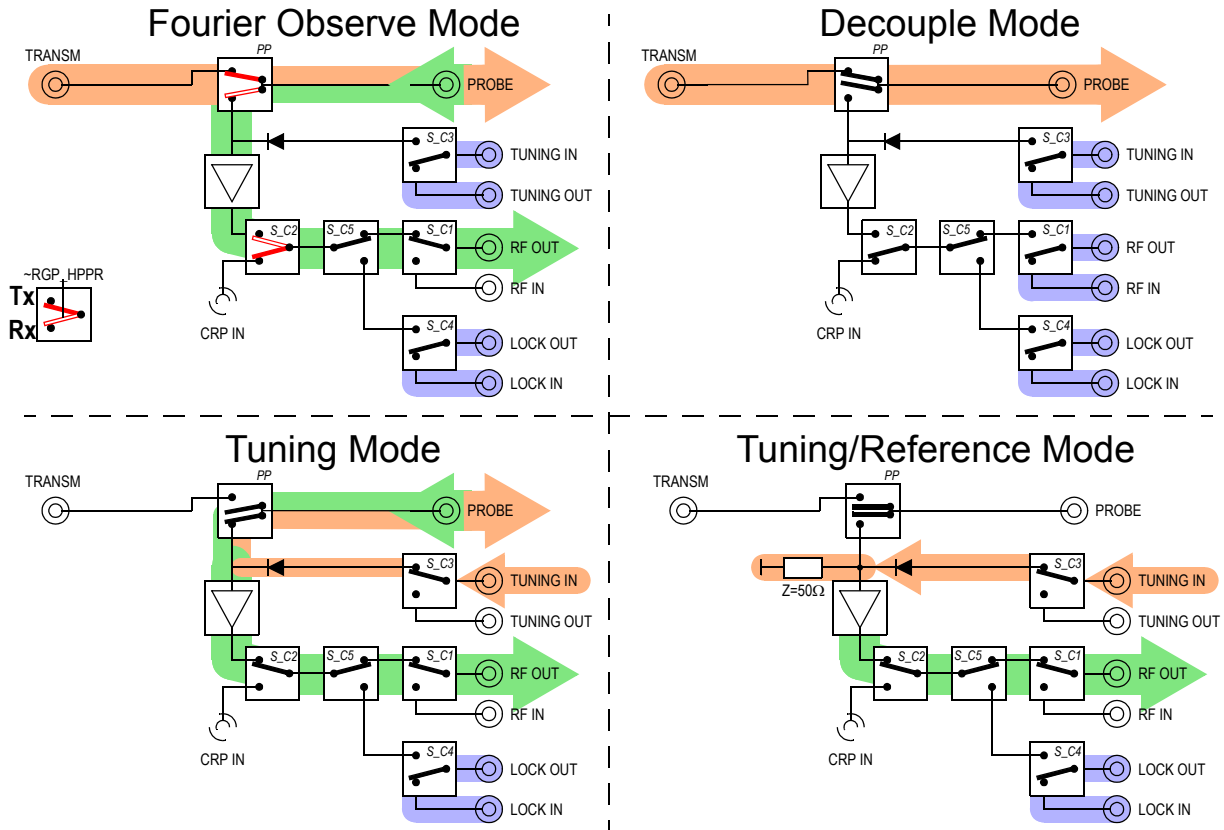 Fourier Observe Mode
TRANSM
PP
PROBE
S_C3
TUNING IN
TUNING OUT
S_C2
S_C5
S_C1
RF OUT
RF IN
~RGP_HPPR
Tx
Rx
CRP IN
S_C4
LOCK OUT
LOCK IN
Decouple Mode
TRANSM
PP
PROBE
S_C3
TUNING IN
TUNING OUT
S_C2
S_C5
S_C1
RF OUT
RF IN
CRP IN
S_C4
LOCK OUT
LOCK IN
Tuning Mode
TRANSM
PP
PROBE
S_C3
TUNING IN
TUNING OUT
S_C2
S_C5
S_C1
RF OUT
RF IN
CRP IN
S_C4
LOCK OUT
LOCK IN
Tuning/Reference Mode
TRANSM
PP
PROBE
S_C3
TUNING IN
Z=50Ω
TUNING OUT
S_C2
S_C5
S_C1
RF OUT
RF IN
CRP IN
S_C4
LOCK OUT
LOCK IN